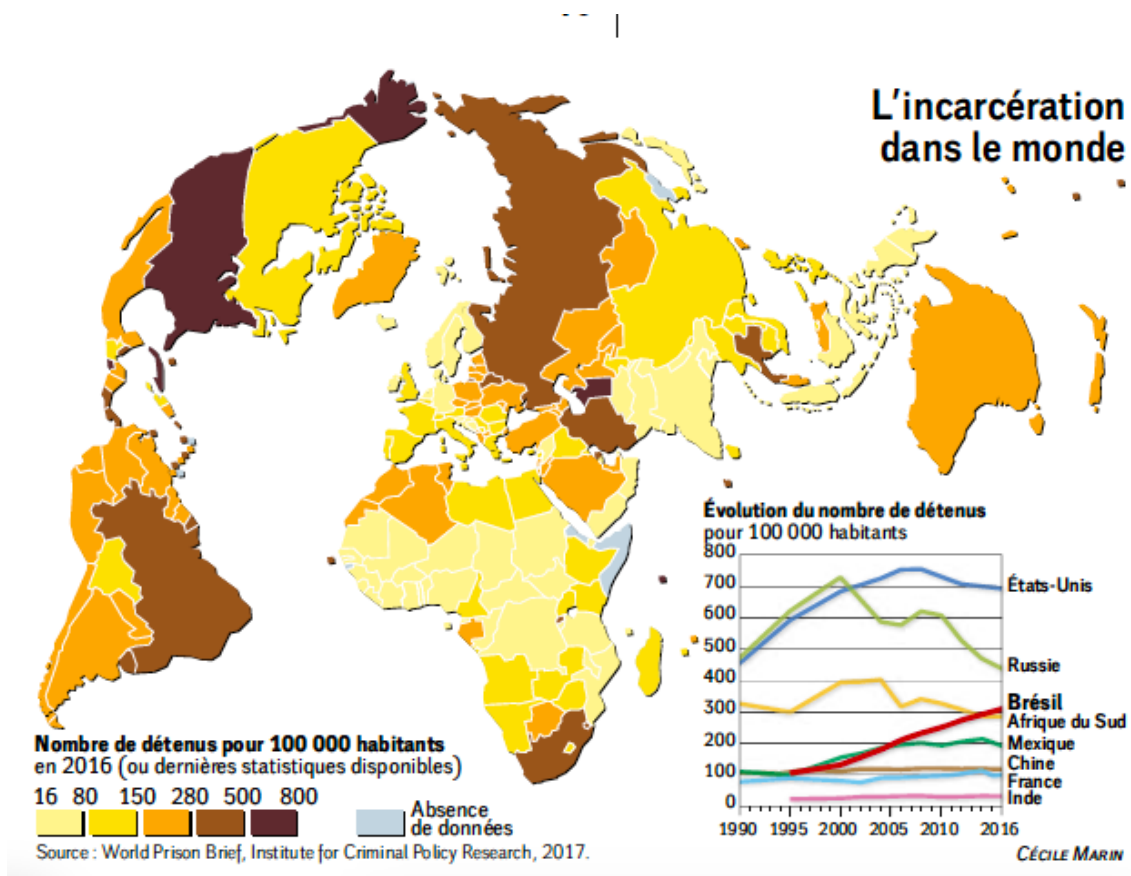 L'incarcération
dans le monde
Évolution du nombre de détenus
pour 100 000 habitants
800
700
600
500
400
300
200
100
0
1990 1995 2000 2005 2010 2016
États-Unis
Russie
Brésil
Afrique du Sud
Mexique
Chine
France
Inde
Nombre de détenus pour 100 000 habitants
en 2016 (ou dernières statistiques disponibles)
16 80 150 280 500 800
Absence
de données
Source : World Prison Brief, Institute for Criminal Policy Research, 2017.
CÉCILE MARIN